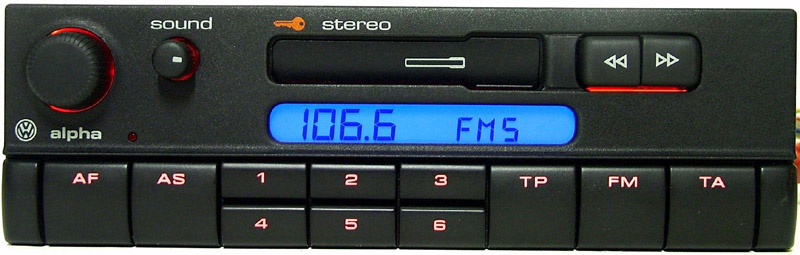 sound
stereo
alpha
106.6 FMS
AF AS 1 2 3 TP FM TA
4 5 6